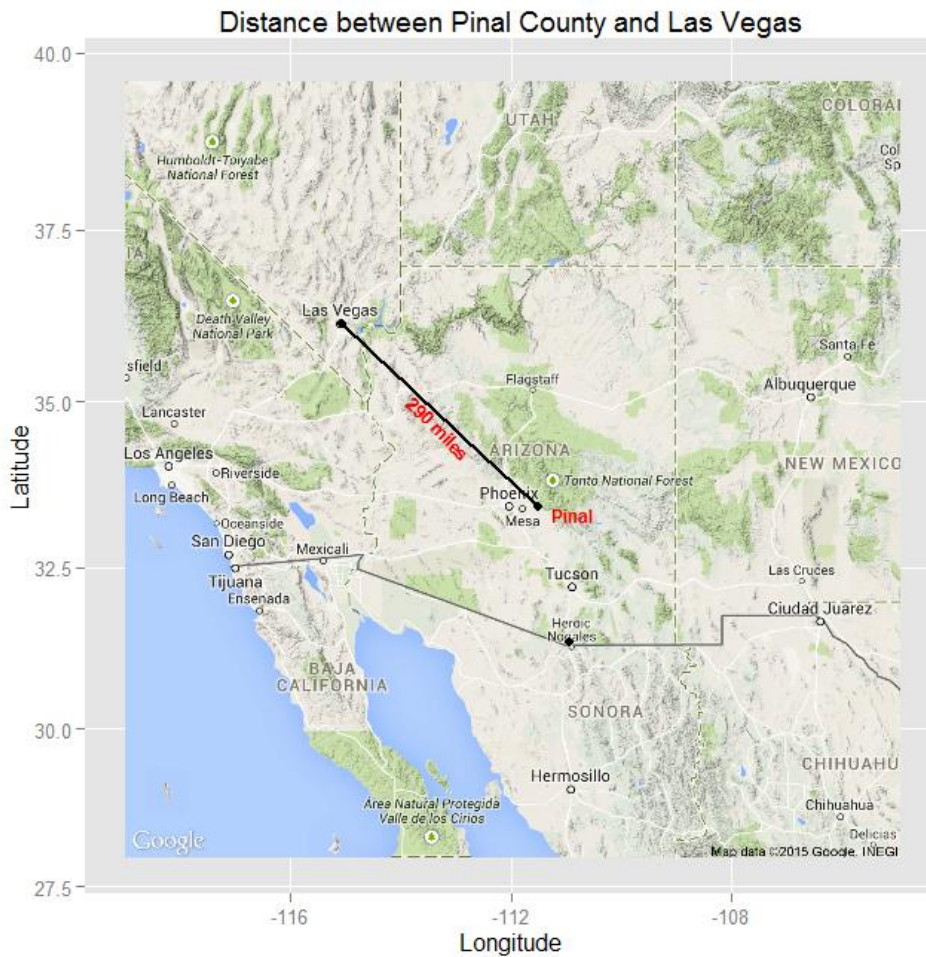 Distance between Pinal County and Las Vegas
40.0
37.5
35.0
32.5
30.0
27.5
Latitude
-116
-112
-108
Longitude
UTAH
COLORA
Col
Sp
Humboldt-Toiyabe
National Forest
Las Vegas
Death Valley
National Park
sfield
Santa Fe
Flagstaff
Albuquerque
Lancaster
290 miles
Los Angeles
Riverside
ARIZONA
NEW MEXICO
Long Beach
Tonto National Forest
Phoenix
Mesa
Pinal
Oceanside
San Diego
Mexicali
Tijuana
Ensenada
Tucson
Las Cruces
Ciudad Juarez
Heroic
Nogales
BAJA
CALIFORNIA
SONORA
Hermosillo
CHIHUAHU
Área Natural Protegida
Valle de los Cirios
Chihuahua
Delicias
Google
Map data ©2015 Google, INEGI